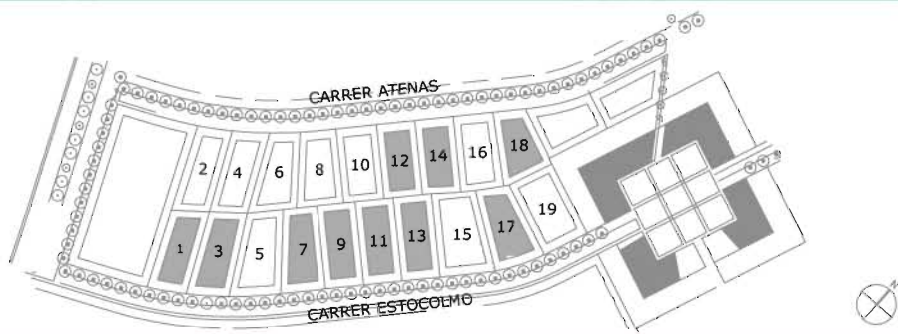 CARRER ATENAS
2 4 6 8 10 12 14 16 18
1 3 5 7 9 11 13 15 17 19
CARRER ESTOCOLMO
N